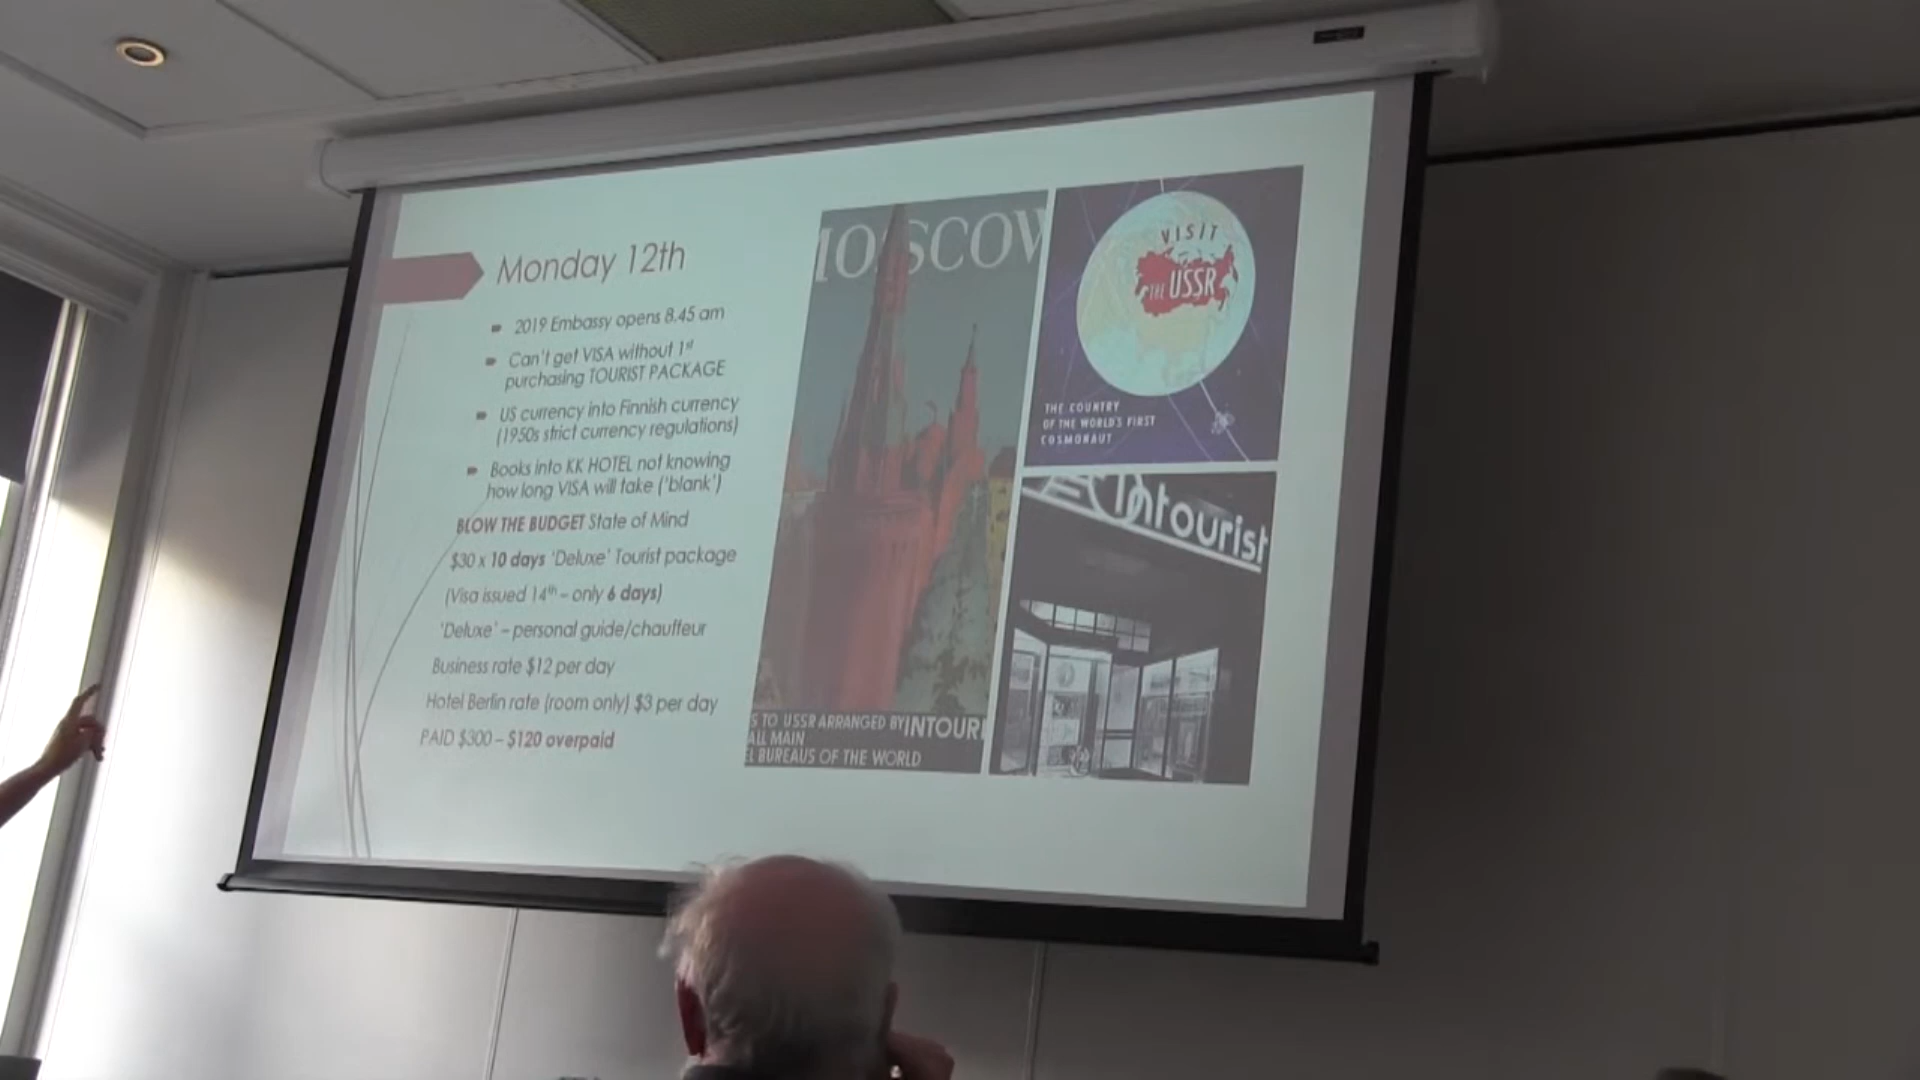 Monday 12th
2019 Embassy opens 8.45 am
Can't get VISA without 1st
purchasing TOURIST PACKAGE
US currency into Finnish currency
(1950s strict currency regulations)
Books into KK HOTEL not knowing
how long VISA will take ('blank')
BLOW THE BUDGET State of Mind
$30 x 10 days 'Deluxe' Tourist package
(Visa issued 14th – only 6 days)
'Deluxe' – personal guide/chauffeur
Business rate $12 per day
Hotel Berlin rate (room only) $3 per day
PAID $300 – $120 overpaid
MOSCOW
S TO USSR ARRANGED BY INTOURI
ALL MAIN
L BUREAUS OF THE WORLD
VISIT
THE USSR
THE COUNTRY
OF THE WORLD'S FIRST
COSMONAUT
Intourist